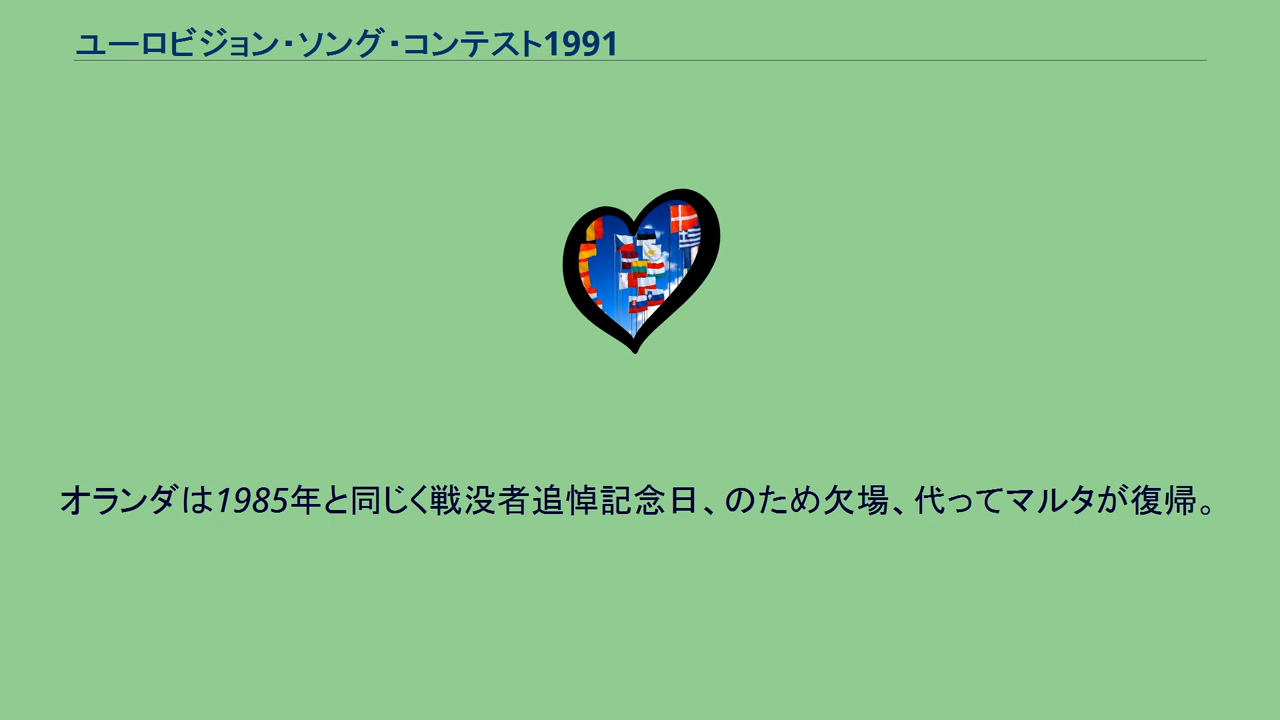 ユーロビジョン・ソング・コンテスト1991
オランダは1985年と同じく戦没者追悼記念日、のため欠場、代ってマルタが復帰。